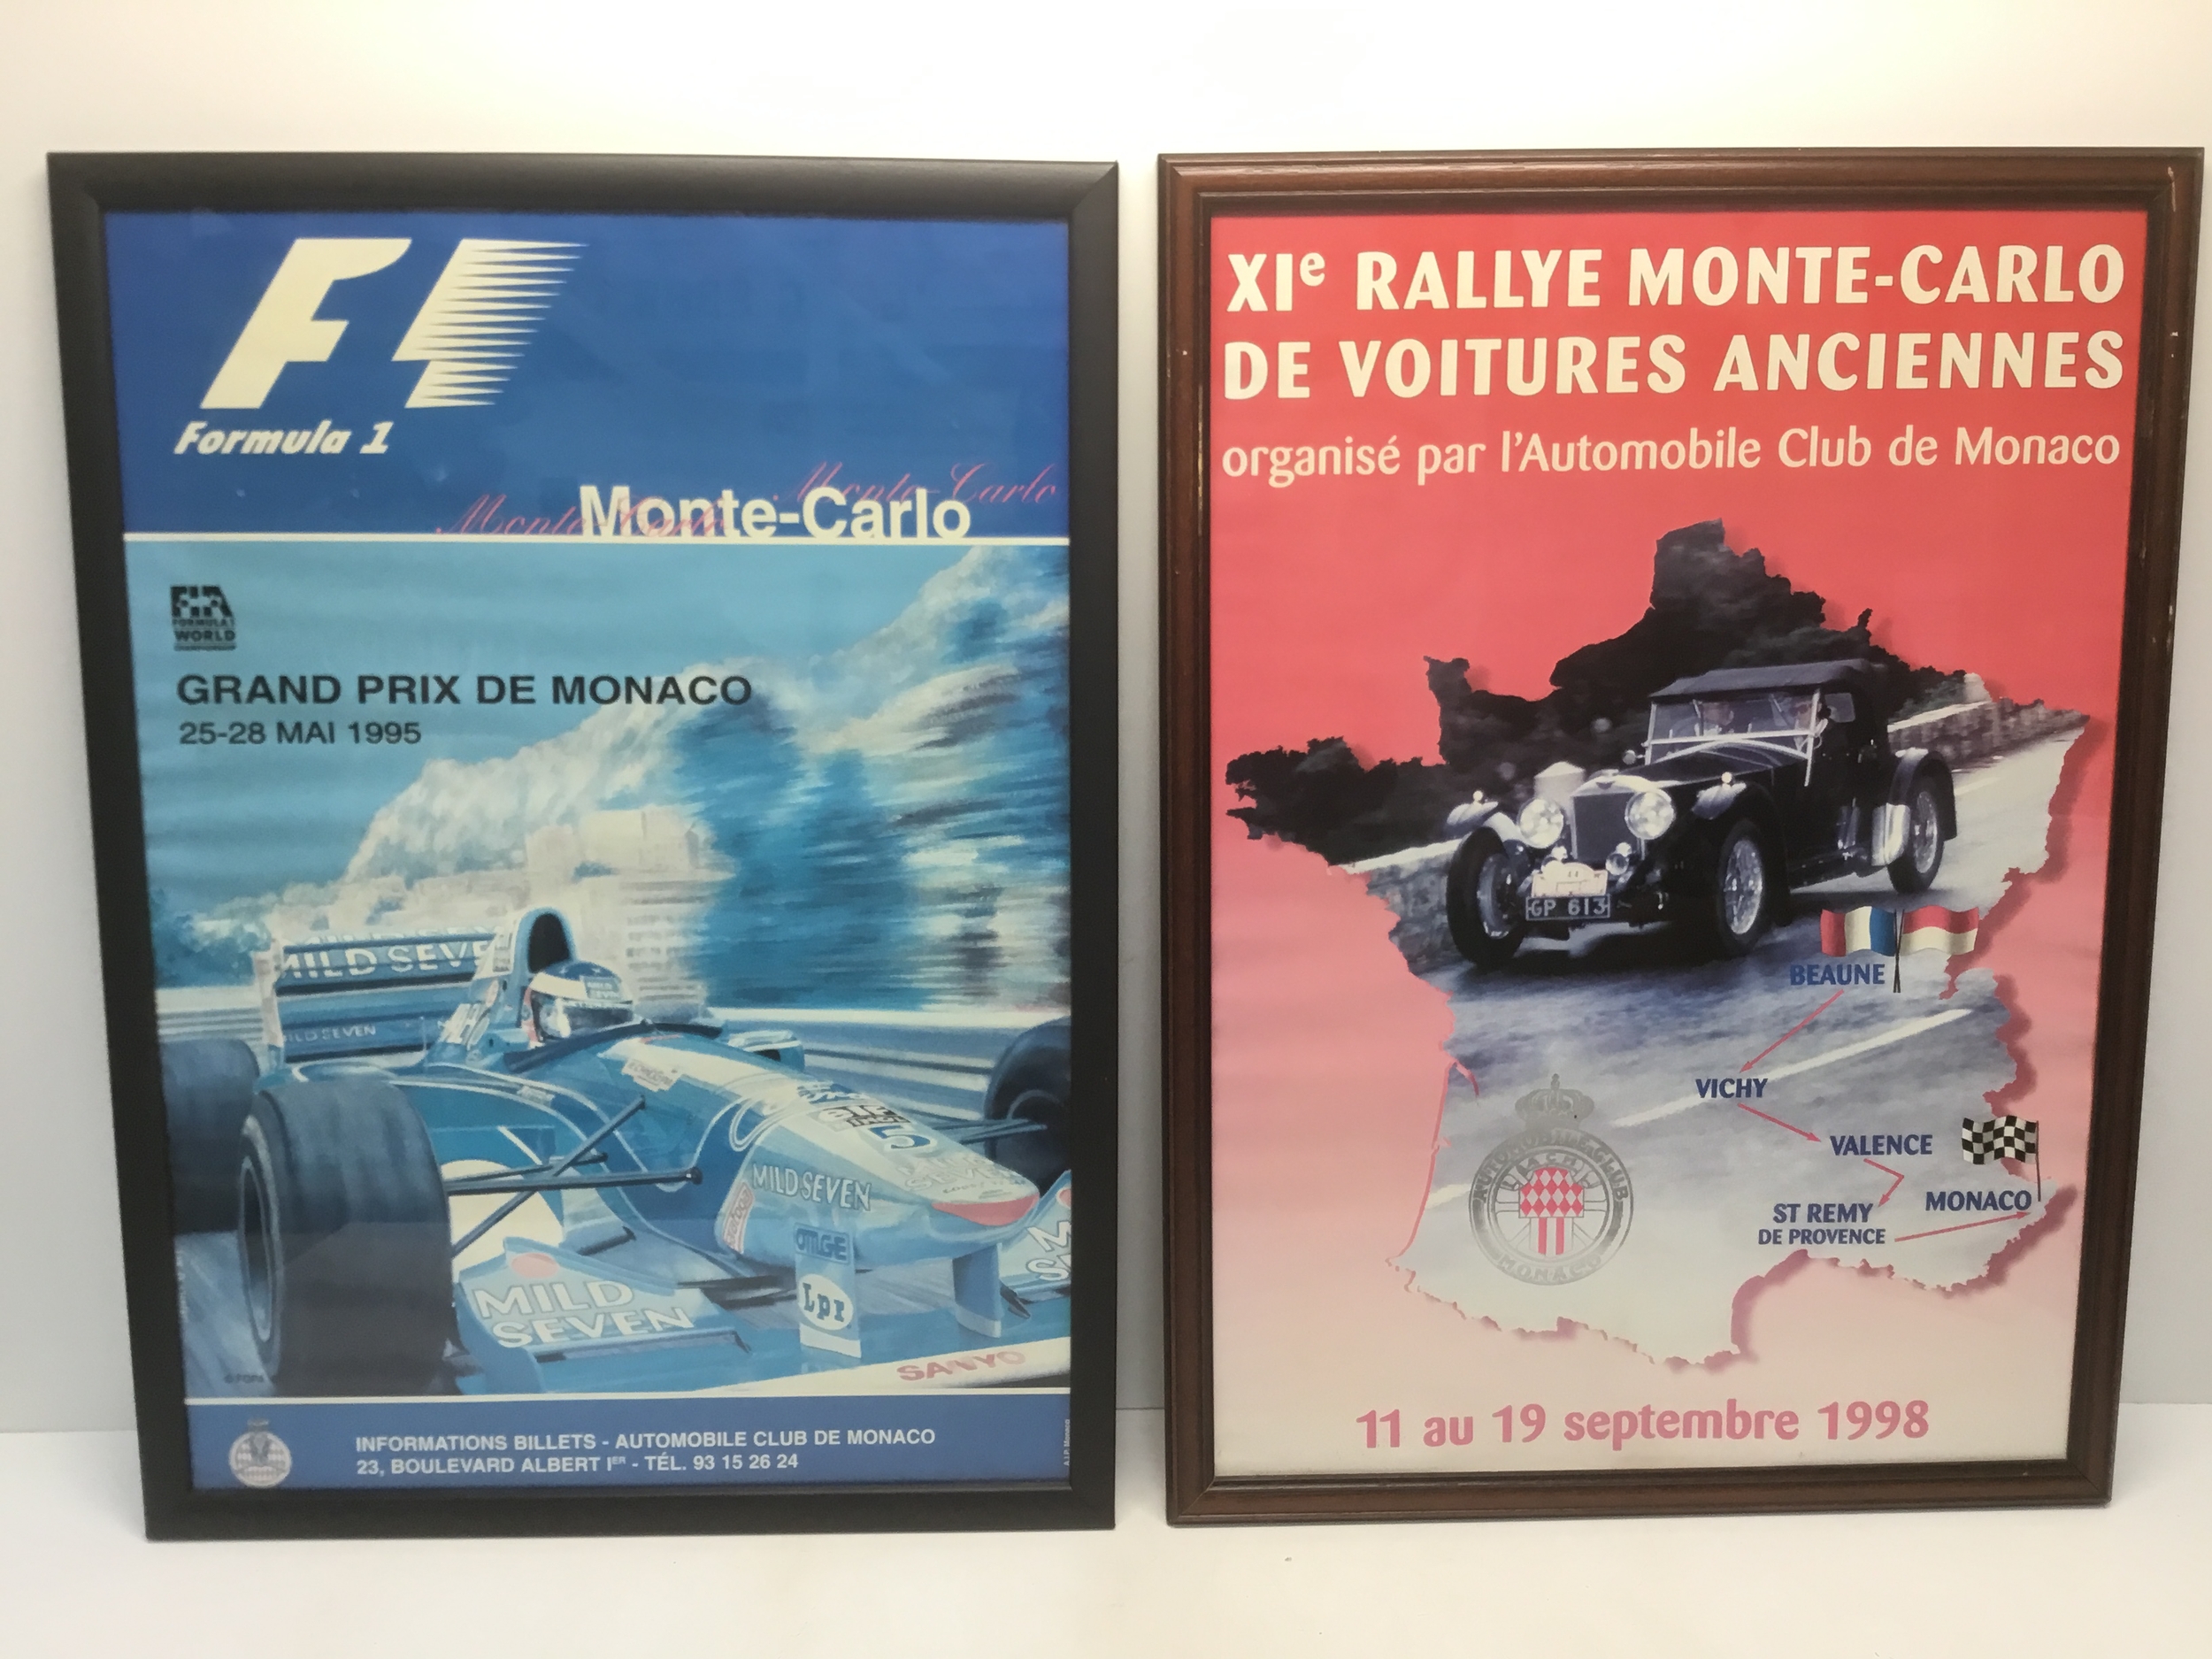 F1
Formula 1
Monte-Carlo
Monte-Carlo
Monte-Carlo
FIA
FORMULA 1
WORLD
CHAMPIONSHIP
GRAND PRIX DE MONACO
25-28 MAI 1995
MILD SEVEN
MILD SEVEN
5
MILD SEVEN
OMGE
Lpr
MILD
SEVEN
SANYO
INFORMATIONS BILLETS - AUTOMOBILE CLUB DE MONACO
23, BOULEVARD ALBERT IER - TÉL. 93 15 26 24
XIe RALLYE MONTE-CARLO
DE VOITURES ANCIENNES
organisé par l'Automobile Club de Monaco
GP 613
BEAUNE
VICHY
VALENCE
ST REMY
DE PROVENCE
MONACO
AUTOMOBILE CLUB
MONACO
11 au 19 septembre 1998